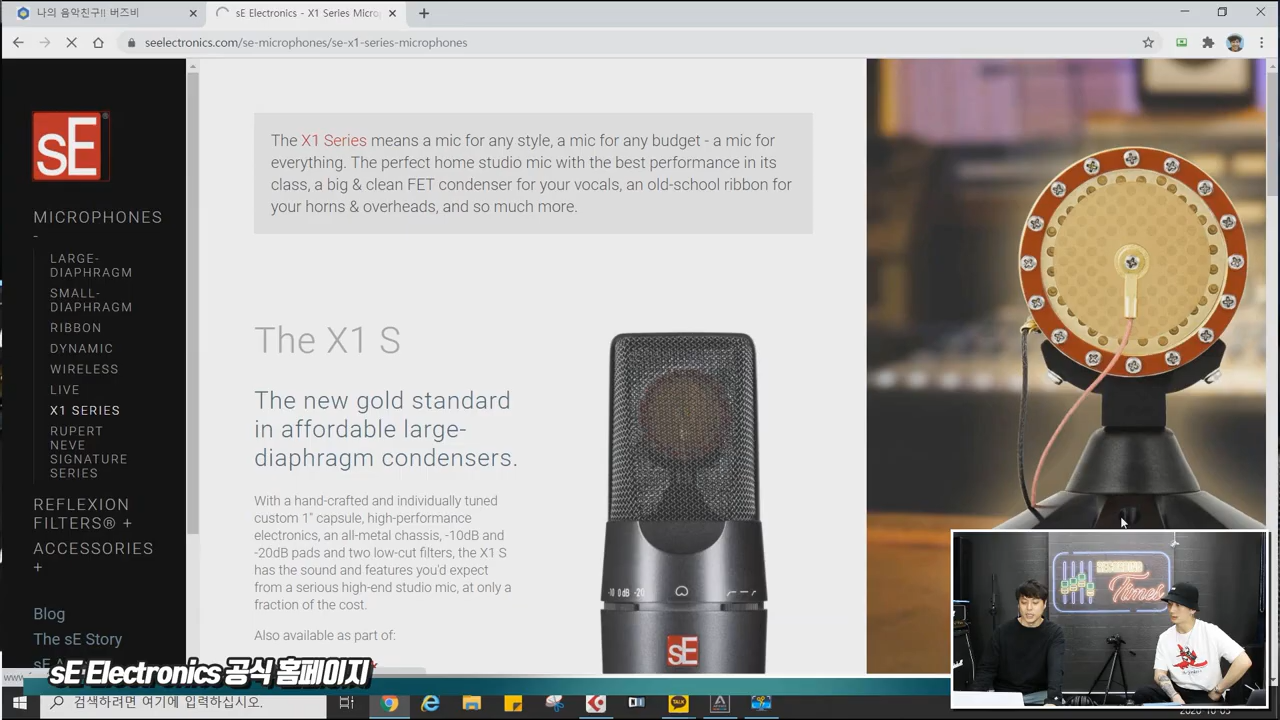 나의 음악친구!! 버즈비
sE Electronics - X1 Series Micro
seelectronics.com/se-microphones/se-x1-series-microphones
sE
MICROPHONES
-
LARGE-
DIAPHRAGM
SMALL-
DIAPHRAGM
RIBBON
DYNAMIC
WIRELESS
LIVE
X1 SERIES
RUPERT
NEVE
SIGNATURE
SERIES
REFLEXION
FILTERS® +
ACCESSORIES
+
Blog
The sE Story
The X1 Series means a mic for any style, a mic for any budget - a mic for
everything. The perfect home studio mic with the best performance in its
class, a big & clean FET condenser for your vocals, an old-school ribbon for
your horns & overheads, and so much more.
The X1 S
The new gold standard
in affordable large-
diaphragm condensers.
With a hand-crafted and individually tuned
custom 1" capsule, high-performance
electronics, an all-metal chassis, -10dB and
-20dB pads and two low-cut filters, the X1 S
has the sound and features you'd expect
from a serious high-end studio mic, at only a
fraction of the cost.
Also available as part of:
-10 0dB -20
sE
Times
sE Electronics 공식 홈페이지
검색하려면 여기에 입력하십시오.
TALK